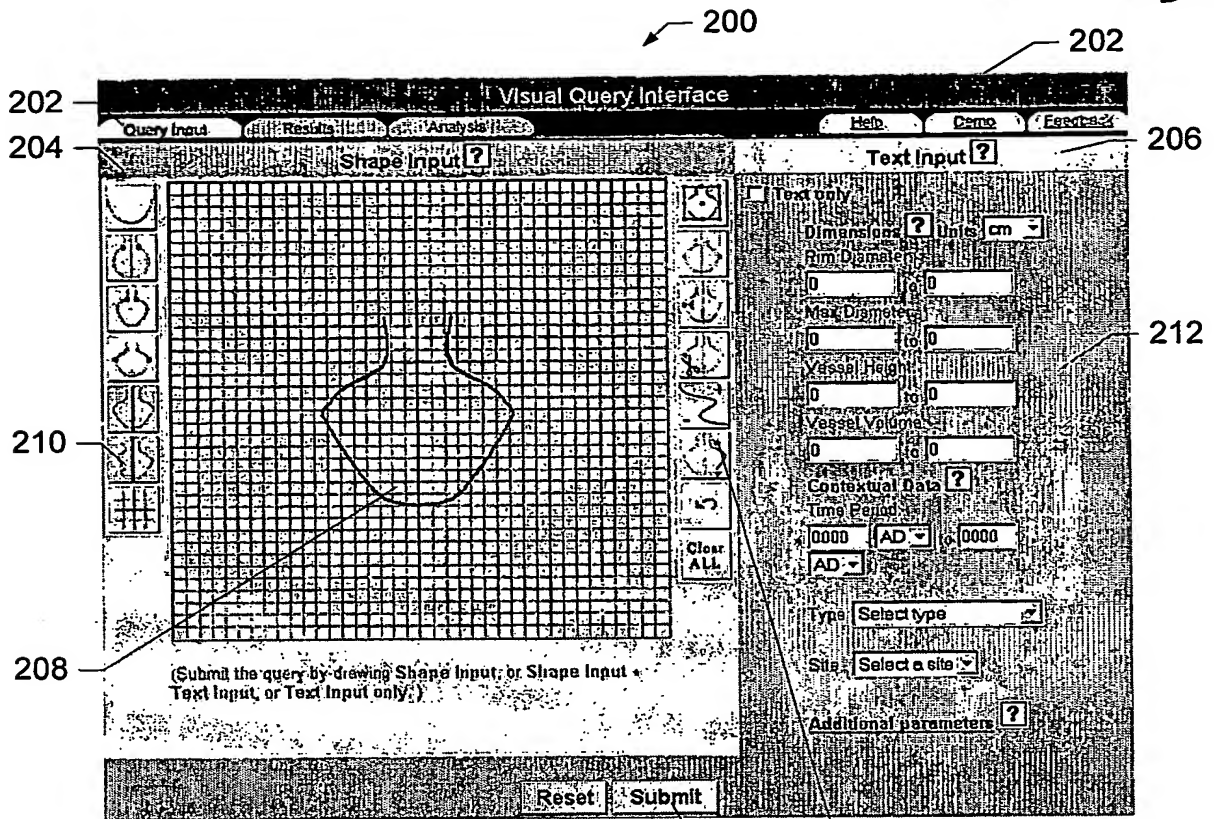 200
202
Visual Query Interface
202
Query Input Results Analysis Help Demo Feedback
204
Shape Input ?
Text Input ?
206
Text only
Dimensions ? Units cm
Rim Diameter
0 to 0
Max Diameter
0 to 0
212
Vessel Height
0 to 0
Vessel Volume
0 to 0
210
Contextual Data ?
Time Period
0000 AD to 0000
AD
Clear
ALL
Type Select type
208
Site Select a site
(Submit the query by drawing Shape Input, or Shape Input +
Text Input, or Text Input only.)
Additional parameters ?
Reset Submit